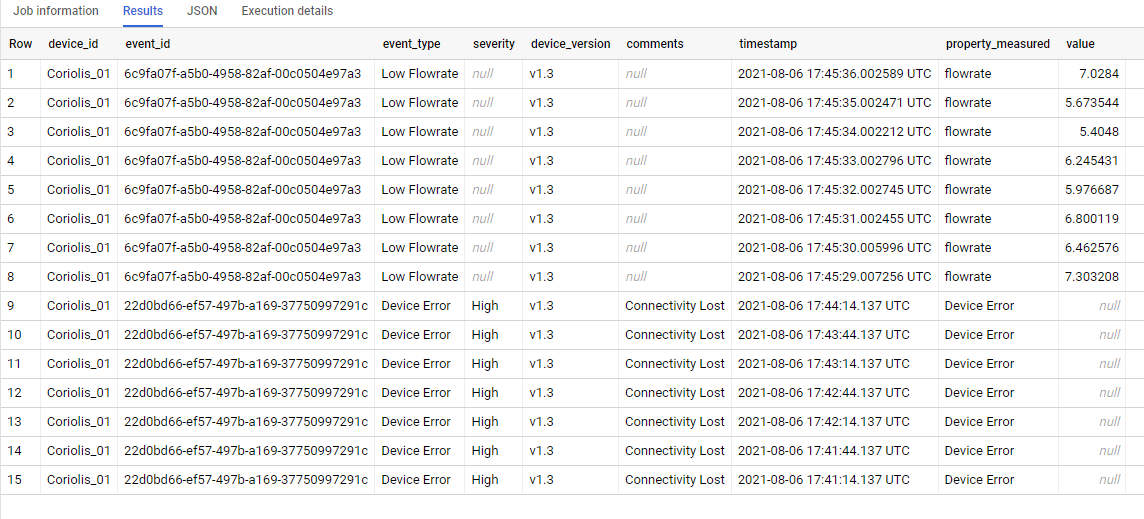 Job information Results JSON Execution details
Row device_id event_id event_type severity device_version comments timestamp property_measured value
1 Coriolis_01 6c9fa07f-a5b0-4958-82af-00c0504e97a3 Low Flowrate null v1.3 null 2021-08-06 17:45:36.002589 UTC flowrate 7.0284
2 Coriolis_01 6c9fa07f-a5b0-4958-82af-00c0504e97a3 Low Flowrate null v1.3 null 2021-08-06 17:45:35.002471 UTC flowrate 5.673544
3 Coriolis_01 6c9fa07f-a5b0-4958-82af-00c0504e97a3 Low Flowrate null v1.3 null 2021-08-06 17:45:34.002212 UTC flowrate 5.4048
4 Coriolis_01 6c9fa07f-a5b0-4958-82af-00c0504e97a3 Low Flowrate null v1.3 null 2021-08-06 17:45:33.002796 UTC flowrate 6.245431
5 Coriolis_01 6c9fa07f-a5b0-4958-82af-00c0504e97a3 Low Flowrate null v1.3 null 2021-08-06 17:45:32.002745 UTC flowrate 5.976687
6 Coriolis_01 6c9fa07f-a5b0-4958-82af-00c0504e97a3 Low Flowrate null v1.3 null 2021-08-06 17:45:31.002455 UTC flowrate 6.800119
7 Coriolis_01 6c9fa07f-a5b0-4958-82af-00c0504e97a3 Low Flowrate null v1.3 null 2021-08-06 17:45:30.005996 UTC flowrate 6.462576
8 Coriolis_01 6c9fa07f-a5b0-4958-82af-00c0504e97a3 Low Flowrate null v1.3 null 2021-08-06 17:45:29.007256 UTC flowrate 7.303208
9 Coriolis_01 22d0bd66-ef57-497b-a169-37750997291c Device Error High v1.3 Connectivity Lost 2021-08-06 17:44:14.137 UTC Device Error null
10 Coriolis_01 22d0bd66-ef57-497b-a169-37750997291c Device Error High v1.3 Connectivity Lost 2021-08-06 17:43:44.137 UTC Device Error null
11 Coriolis_01 22d0bd66-ef57-497b-a169-37750997291c Device Error High v1.3 Connectivity Lost 2021-08-06 17:43:14.137 UTC Device Error null
12 Coriolis_01 22d0bd66-ef57-497b-a169-37750997291c Device Error High v1.3 Connectivity Lost 2021-08-06 17:42:44.137 UTC Device Error null
13 Coriolis_01 22d0bd66-ef57-497b-a169-37750997291c Device Error High v1.3 Connectivity Lost 2021-08-06 17:42:14.137 UTC Device Error null
14 Coriolis_01 22d0bd66-ef57-497b-a169-37750997291c Device Error High v1.3 Connectivity Lost 2021-08-06 17:41:44.137 UTC Device Error null
15 Coriolis_01 22d0bd66-ef57-497b-a169-37750997291c Device Error High v1.3 Connectivity Lost 2021-08-06 17:41:14.137 UTC Device Error null